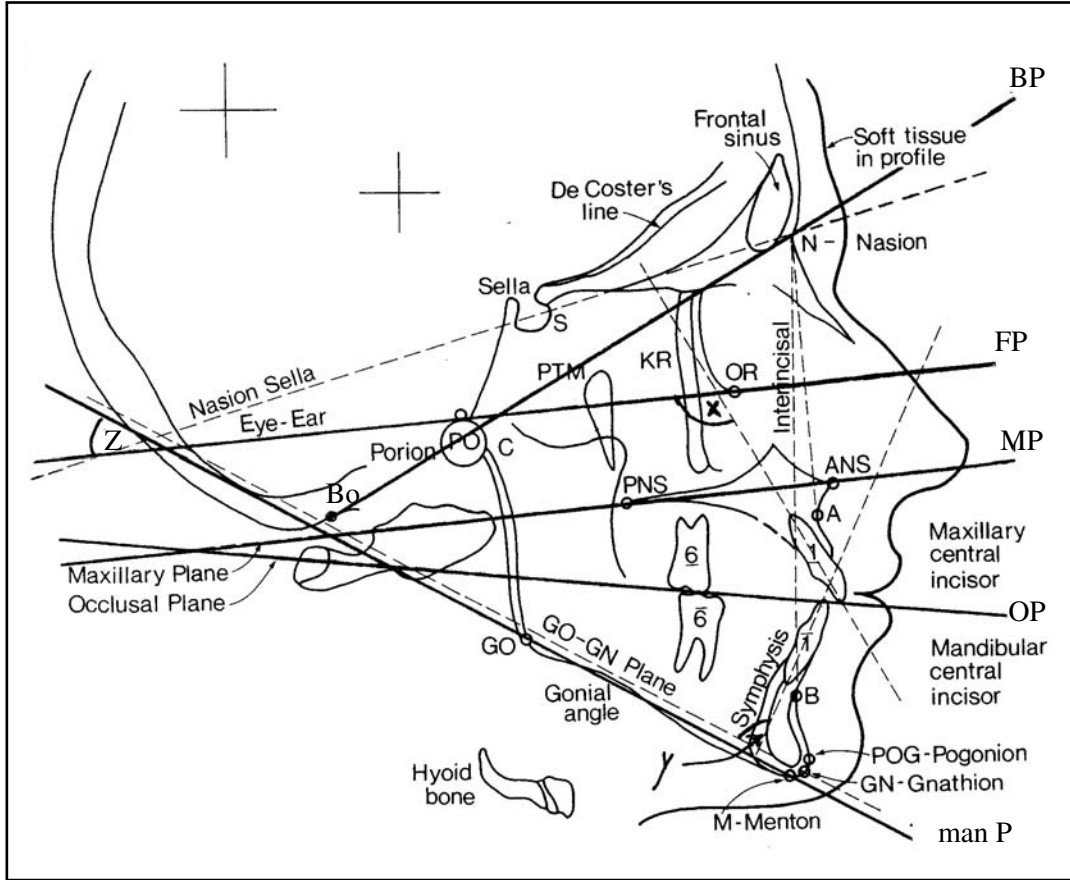 BP
Frontal
sinus
Soft tissue
in profile
De Coster's
line
N - Nasion
Sella
S
FP
KR
OR
PTM
Interincisal
Nasion Sella
x
Eye-Ear
Z
PO
C
Porion
MP
ANS
PNS
Bo
A
Maxillary
central
incisor
1
6
Maxillary Plane
Occlusal Plane
OP
6
1
GO-GN Plane
GO
Mandibular
central
incisor
Symphysis
Gonial
angle
B
POG-Pogonion
GN-Gnathion
y
Hyoid
bone
M-Menton
man P